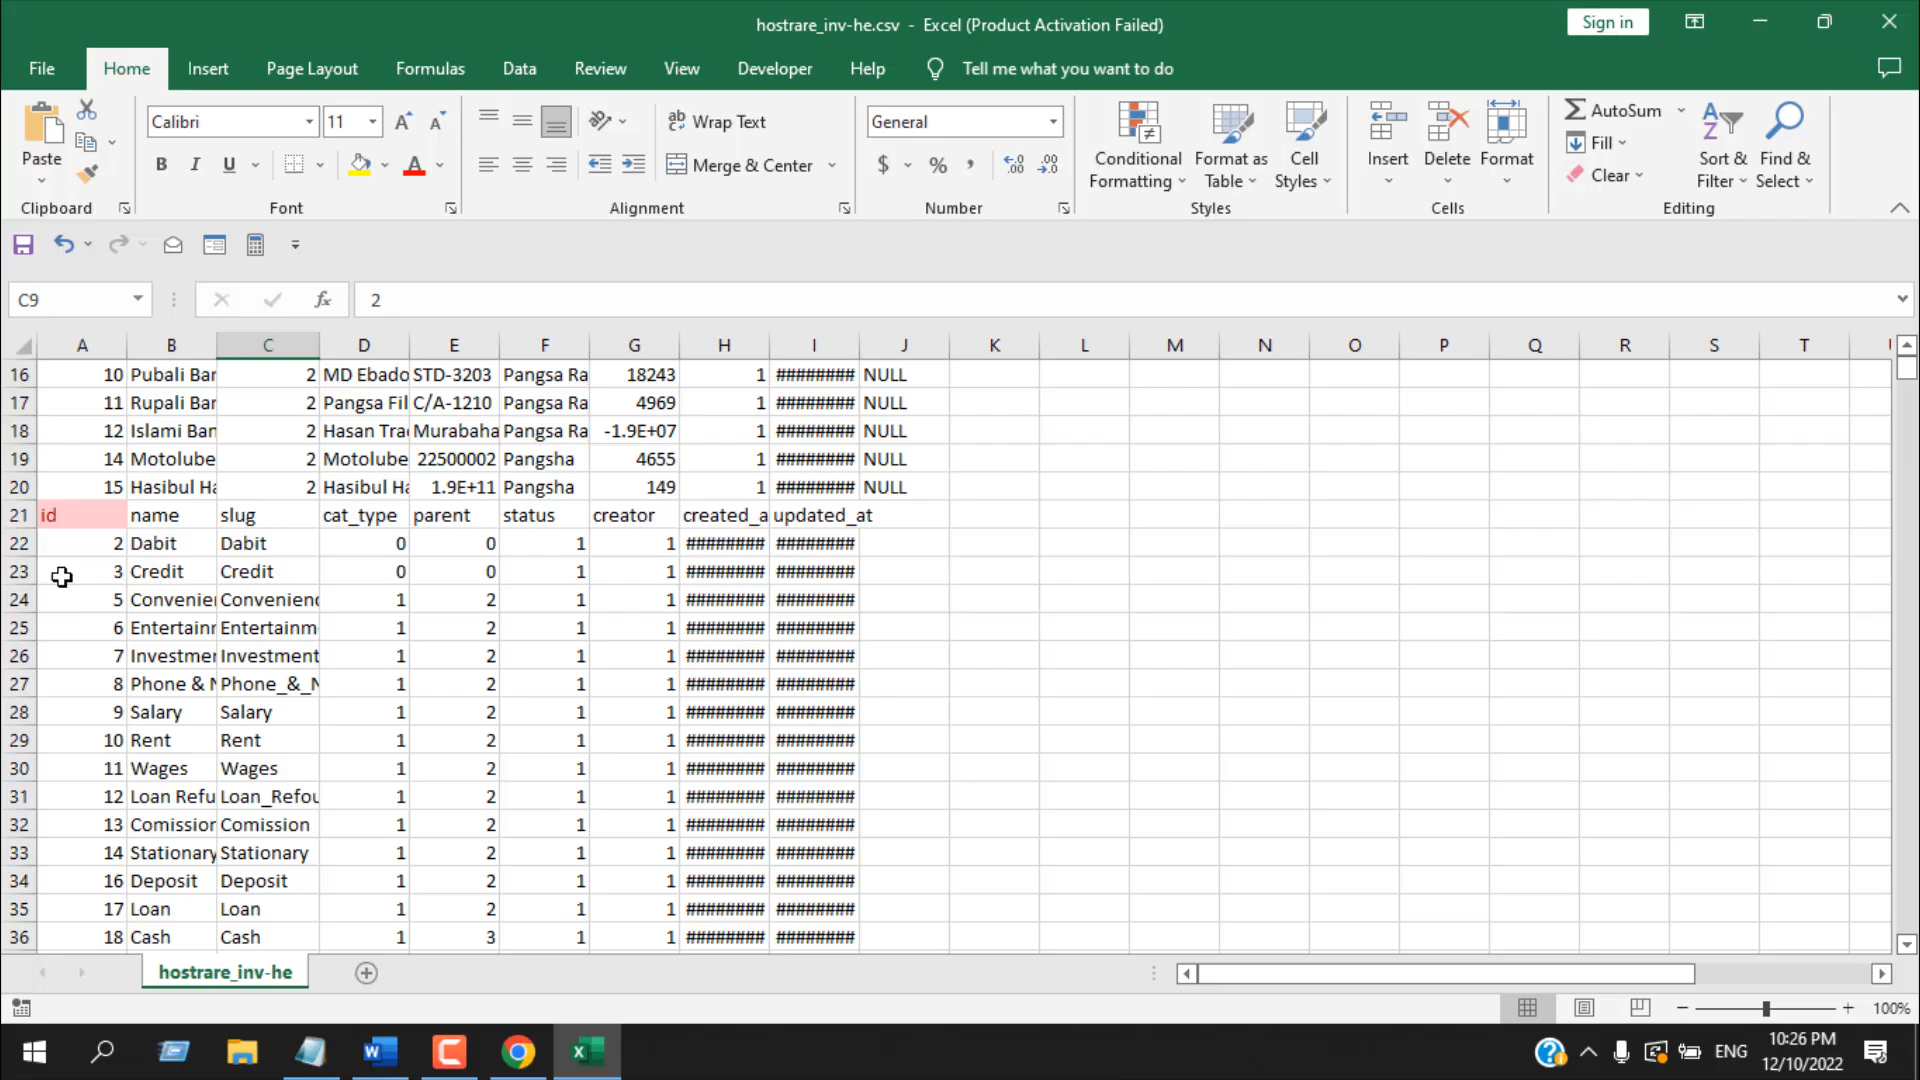 hostrare_inv-he.csv - Excel (Product Activation Failed)
Sign in
File Home Insert Page Layout Formulas Data Review View Developer Help Tell me what you want to do
Calibri 11 ab Wrap Text General AutoSum
Paste Conditional Formatting Format as Table Cell Styles Insert Delete Format Fill Sort & Filter Find & Select
B I U A Merge & Center $ % , Clear
Clipboard Font Alignment Number Styles Cells Editing
C9 fx 2
A B C D E F G H I J K L M N O P Q R S T
16 10 Pubali Bar 2 MD Ebado STD-3203 Pangsa Ra 18243 1 ######## NULL
17 11 Rupali Bar 2 Pangsa Fil C/A-1210 Pangsa Ra 4969 1 ######## NULL
18 12 Islami Ban 2 Hasan Tra Murabaha Pangsa Ra -1.9E+07 1 ######## NULL
19 14 Motolube 2 Motolube 22500002 Pangsha 4655 1 ######## NULL
20 15 Hasibul Ha 2 Hasibul Ha 1.9E+11 Pangsha 149 1 ######## NULL
21 id name slug cat_type parent status creator created_a updated_at
22 2 Dabit Dabit 0 0 1 1 ######## ########
23 3 Credit Credit 0 0 1 1 ######## ########
24 5 Convenie Convenienc 1 2 1 1 ######## ########
25 6 Entertain Entertainm 1 2 1 1 ######## ########
26 7 Investmen Investment 1 2 1 1 ######## ########
27 8 Phone & N Phone_&_N 1 2 1 1 ######## ########
28 9 Salary Salary 1 2 1 1 ######## ########
29 10 Rent Rent 1 2 1 1 ######## ########
30 11 Wages Wages 1 2 1 1 ######## ########
31 12 Loan Refu Loan_Refou 1 2 1 1 ######## ########
32 13 Comission Comission 1 2 1 1 ######## ########
33 14 Stationary Stationary 1 2 1 1 ######## ########
34 16 Deposit Deposit 1 2 1 1 ######## ########
35 17 Loan Loan 1 2 1 1 ######## ########
36 18 Cash Cash 1 3 1 1 ######## ########
hostrare_inv-he
100%
ENG 10:26 PM
12/10/2022